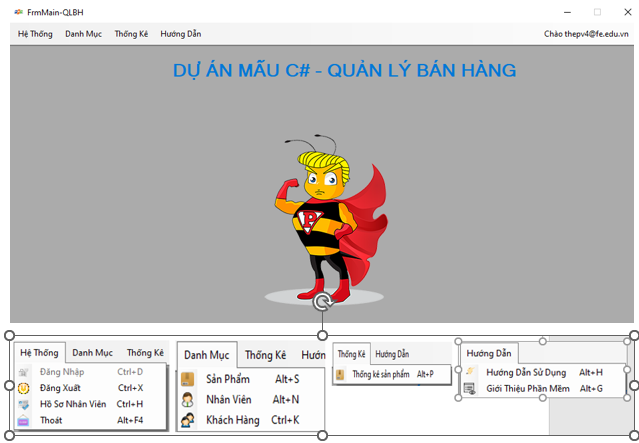 FrmMain-QLBH
Hệ Thống Danh Mục Thống Kê Hướng Dẫn Chào thepv4@fe.edu.vn
DỰ ÁN MẪU C# - QUẢN LÝ BÁN HÀNG
P
Hệ Thống Danh Mục Thống Kê
Đăng Nhập Ctrl+D
Đăng Xuất Ctrl+X
Hồ Sơ Nhân Viên Ctrl+H
Thoát Alt+F4
Danh Mục Thống Kê Hướn
Sản Phẩm Alt+S
Nhân Viên Alt+N
Khách Hàng Ctrl+K
Thống Kê Hướng Dẫn
Thống kê sản phẩm Alt+P
Hướng Dẫn
Hướng Dẫn Sử Dụng Alt+H
Giới Thiệu Phần Mềm Alt+G